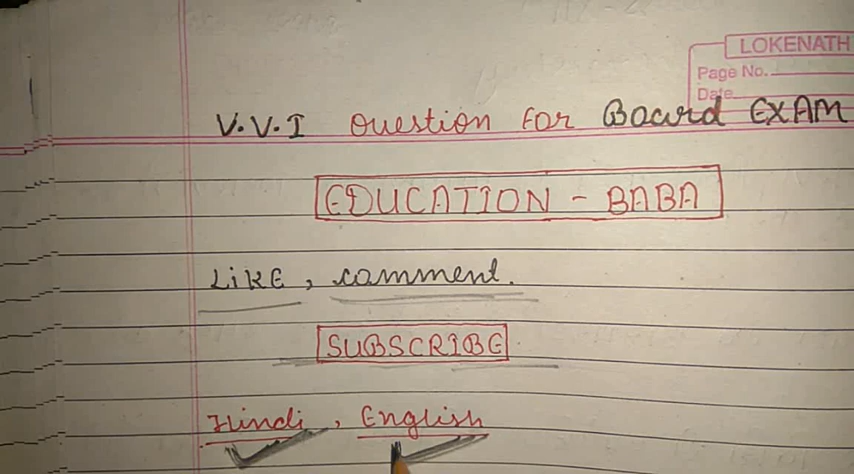 LOKENATH
Page No.
Date
V.V.I Question For Board EXAM
EDUCATION - BABA
LiKE, comment.
SUBSCRIBE
Hindi, English